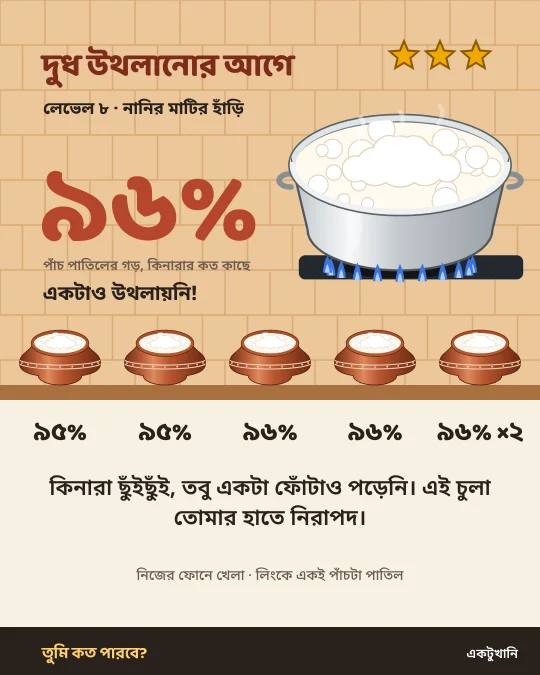 দুধ উথলানোর আগে
লেভেল ৮ · নানির মাটির হাঁড়ি
৯৬%
পাঁচ পাতিলের গড়, কিনারার কত কাছে
একটাও উথলায়নি!
৯৫% ৯৫% ৯৬% ৯৬% ৯৬% ×২
কিনারা ছুঁইছুঁই, তবু একটা ফোঁটাও পড়েনি। এই চুলা
তোমার হাতে নিরাপদ।
নিজের ফোনে খেলা · লিংকে একই পাঁচটা পাতিল
তুমি কত পারবে? একটুখানি